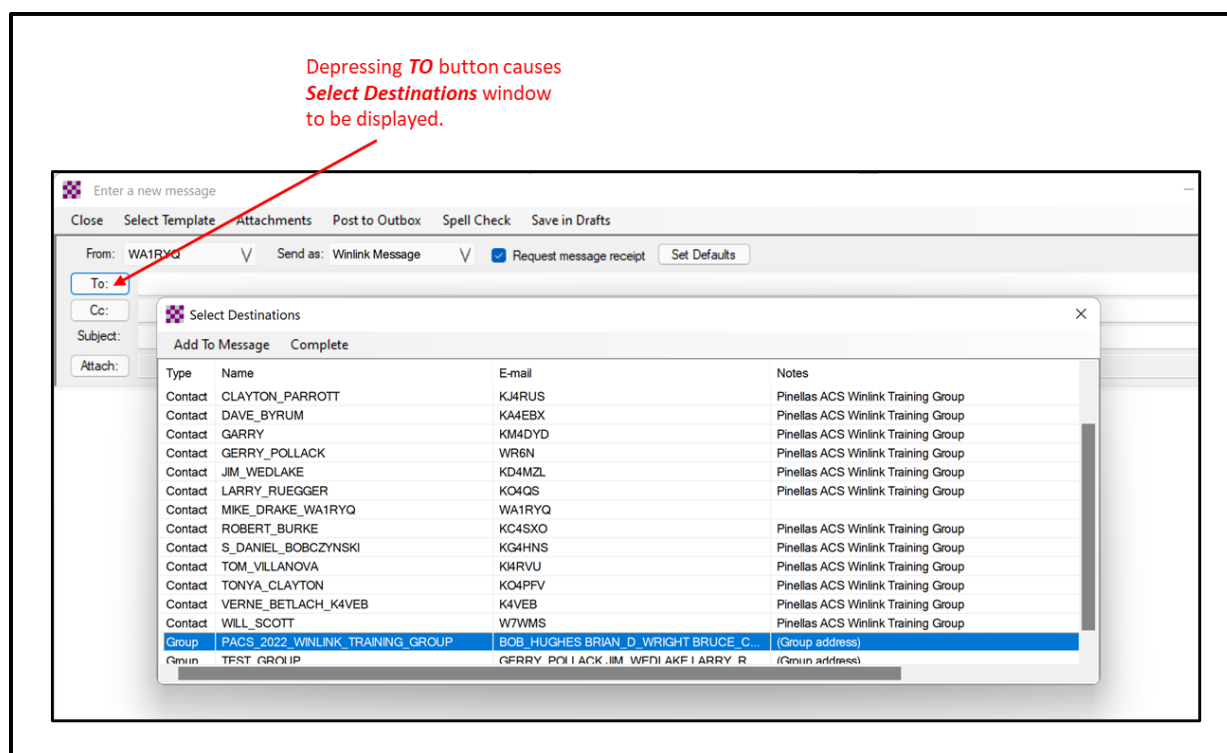 Depressing TO button causes
Select Destinations window
to be displayed.
Enter a new message
Close Select Template Attachments Post to Outbox Spell Check Save in Drafts
From: WA1RYQ Send as: Winlink Message Request message receipt Set Defaults
To:
Cc:
Subject:
Attach:
Select Destinations
Add To Message Complete
Type Name E-mail Notes
Contact CLAYTON_PARROTT KJ4RUS Pinellas ACS Winlink Training Group
Contact DAVE_BYRUM KA4EBX Pinellas ACS Winlink Training Group
Contact GARRY KM4DYD Pinellas ACS Winlink Training Group
Contact GERRY_POLLACK WR6N Pinellas ACS Winlink Training Group
Contact JIM_WEDLAKE KD4MZL Pinellas ACS Winlink Training Group
Contact LARRY_RUEGGER KO4QS Pinellas ACS Winlink Training Group
Contact MIKE_DRAKE_WA1RYQ WA1RYQ
Contact ROBERT_BURKE KC4SXO Pinellas ACS Winlink Training Group
Contact S_DANIEL_BOBCZYNSKI KG4HNS Pinellas ACS Winlink Training Group
Contact TOM_VILLANOVA KI4RVU Pinellas ACS Winlink Training Group
Contact TONYA_CLAYTON KO4PFV Pinellas ACS Winlink Training Group
Contact VERNE_BETLACH_K4VEB K4VEB Pinellas ACS Winlink Training Group
Contact WILL_SCOTT W7WMS Pinellas ACS Winlink Training Group
Group PACS_2022_WINLINK_TRAINING_GROUP BOB_HUGHES BRIAN_D_WRIGHT BRUCE_C... (Group address)
Group TEST_GROUP GERRY_POLLACK JIM_WEDLAKE LARRY_R... (Group address)